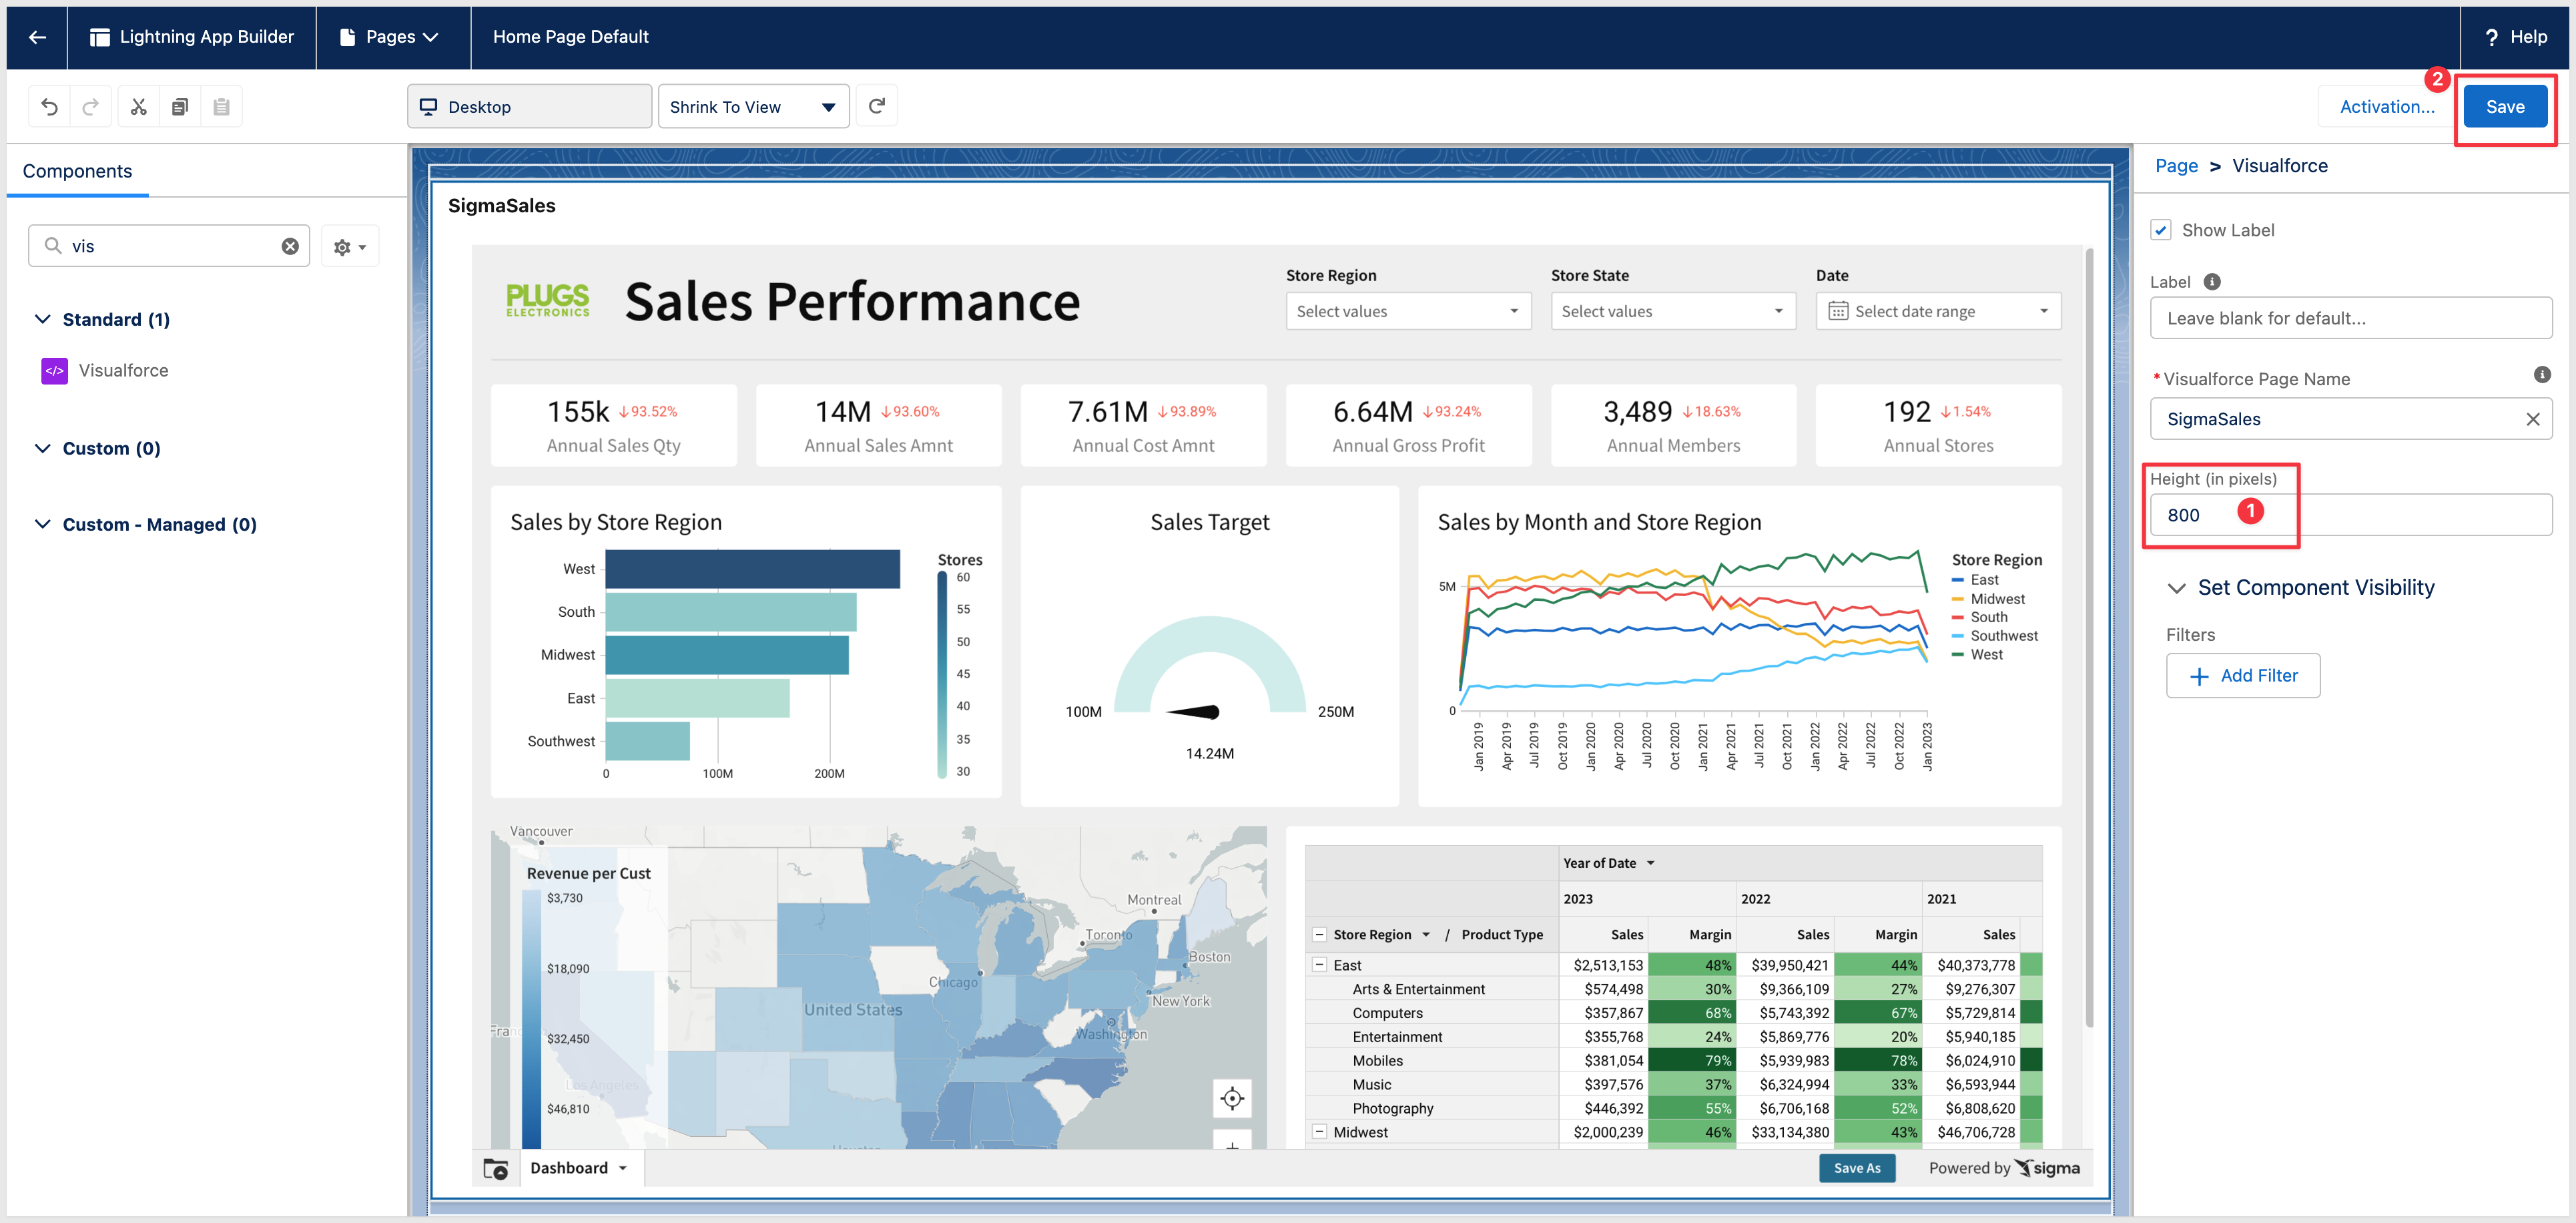 Lightning App Builder
Pages
Home Page Default
? Help
Desktop
Shrink To View
Activation...
2
Save
Components
vis
Standard (1)
</> Visualforce
Custom (0)
Custom - Managed (0)
SigmaSales
PLUGS
ELECTRONICS
Sales Performance
Store Region
Select values
Store State
Select values
Date
Select date range
155k ↓93.52%
Annual Sales Qty
14M ↓93.60%
Annual Sales Amnt
7.61M ↓93.89%
Annual Cost Amnt
6.64M ↓93.24%
Annual Gross Profit
3,489 ↓18.63%
Annual Members
192 ↓1.54%
Annual Stores
Sales by Store Region
West
South
Midwest
East
Southwest
0 100M 200M
Stores
60
55
50
45
40
35
30
Sales Target
100M 250M
14.24M
Sales by Month and Store Region
5M
0
Jan 2019
Apr 2019
Jul 2019
Oct 2019
Jan 2020
Apr 2020
Jul 2020
Oct 2020
Jan 2021
Apr 2021
Jul 2021
Oct 2021
Jan 2022
Apr 2022
Jul 2022
Oct 2022
Jan 2023
Store Region
East
Midwest
South
Southwest
West
Vancouver
Revenue per Cust
$3,730
$18,090
$32,450
$46,810
Montreal
Toronto
Boston
Chicago
New York
United States
Washington
Fran
Los Angeles
Houston
Year of Date
2023 2022 2021
Store Region / Product Type Sales Margin Sales Margin Sales
East $2,513,153 48% $39,950,421 44% $40,373,778
Arts & Entertainment $574,498 30% $9,366,109 27% $9,276,307
Computers $357,867 68% $5,743,392 67% $5,729,814
Entertainment $355,768 24% $5,869,776 20% $5,940,185
Mobiles $381,054 79% $5,939,983 78% $6,024,910
Music $397,576 37% $6,324,994 33% $6,593,944
Photography $446,392 55% $6,706,168 52% $6,808,620
Midwest $2,000,239 46% $33,134,380 43% $46,706,728
Dashboard
Save As
Powered by sigma
Page > Visualforce
Show Label
Label
Leave blank for default...
* Visualforce Page Name
SigmaSales
Height (in pixels)
800
1
Set Component Visibility
Filters
+ Add Filter